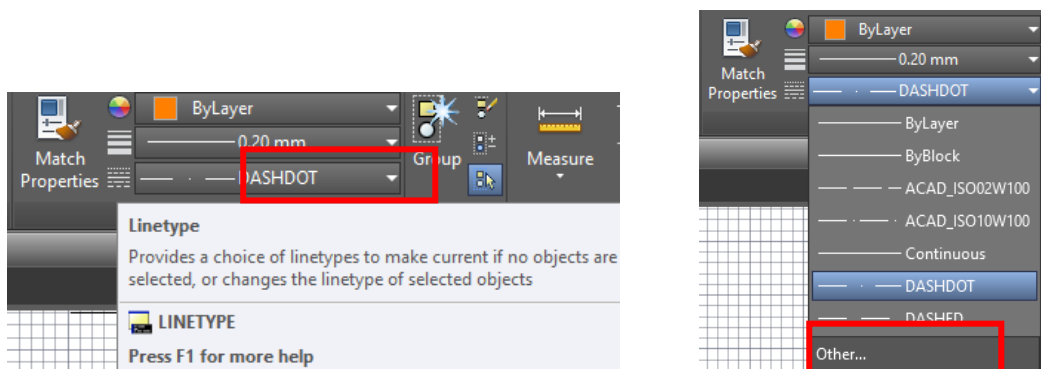 ByLayer
0.20 mm
DASHDOT
Match
Properties
Group
Measure
Linetype
Provides a choice of linetypes to make current if no objects are
selected, or changes the linetype of selected objects
LINETYPE
Press F1 for more help
ByLayer
0.20 mm
Match
Properties
DASHDOT
ByLayer
ByBlock
ACAD_ISO02W100
ACAD_ISO10W100
Continuous
DASHDOT
DASHED
Other...